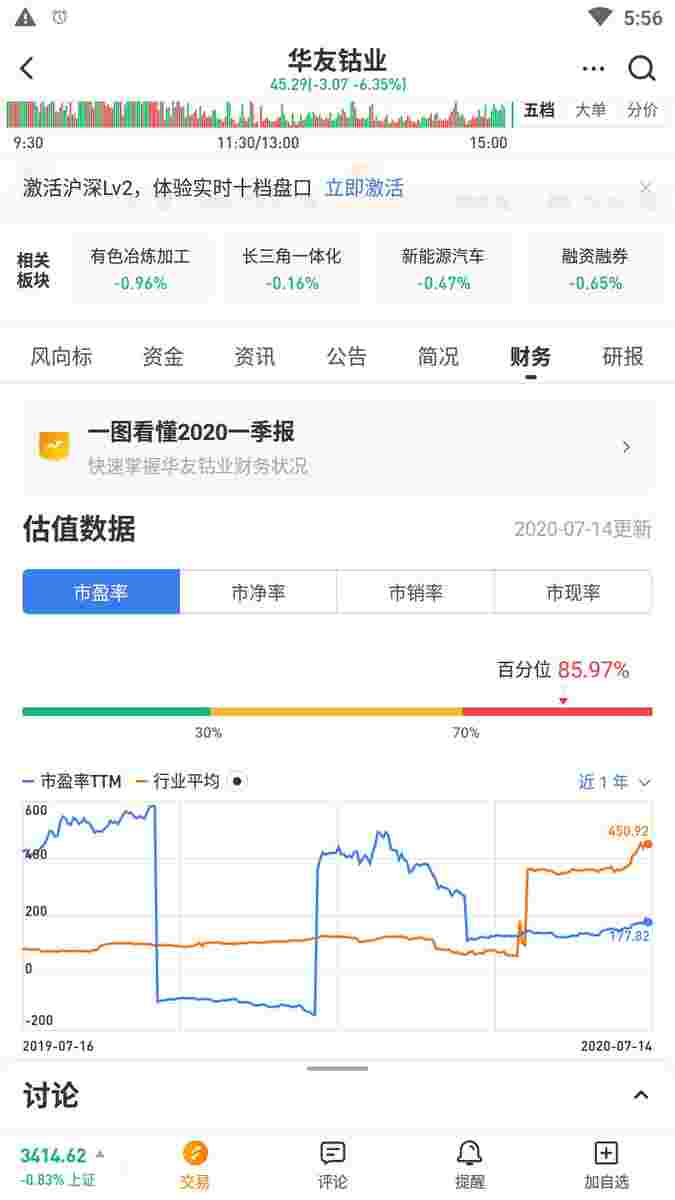 5:56
华友钴业
45.29(-3.07 -6.35%)
五档 大单 分价
9:30 11:30/13:00 15:00
激活沪深Lv2，体验实时十档盘口 立即激活
相关板块
有色冶炼加工 长三角一体化 新能源汽车 融资融券
-0.96% -0.16% -0.47% -0.65%
风向标 资金 资讯 公告 简况 财务 研报
一图看懂2020一季报
快速掌握华友钴业财务状况
估值数据 2020-07-14更新
市盈率 市净率 市销率 市现率
百分位 85.97%
30% 70%
市盈率TTM 行业平均 近1年
600
450.92
400
200
177.82
0
-200
2019-07-16 2020-07-14
讨论
3414.62
-0.83% 上证
交易 评论 提醒 加自选